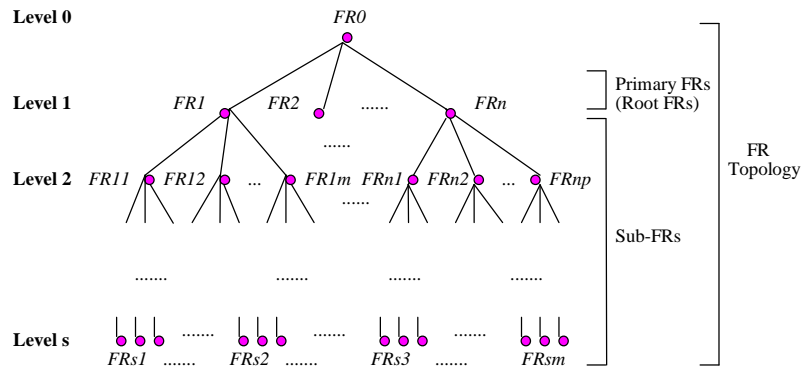 Level 0 FR0
Primary FRs
(Root FRs)
Level 1 FR1 FR2 ...... FRn
......
FR
Topology
Level 2 FR11 FR12 ... FR1m FRn1 FRn2 ... FRnp
......
Sub-FRs
....... ....... ....... .......
Level s ....... ....... .......
FRs1 ....... FRs2 ....... FRs3 ....... FRsm